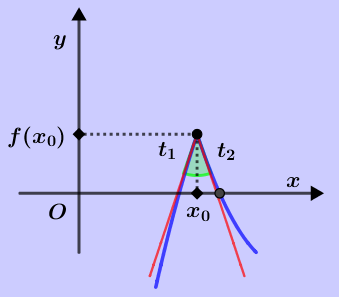 y
f(x₀)
t₁
t₂
x
O
x₀